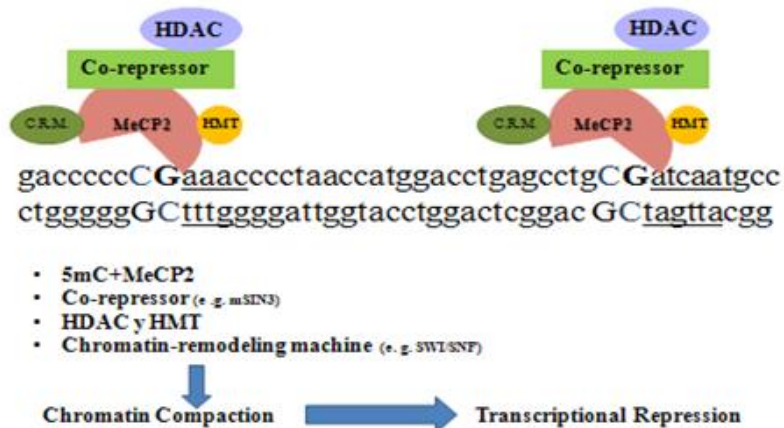 HDAC HDAC
Co-repressor Co-repressor
C.R.M. MeCP2 HMT C.R.M. MeCP2 HMT
gacccccCGaaacccctaaccatggacctgagcctgCGatcaatgcc
ctgggggGCtttggggattggtacctggactcggac GCtagttacgg
• 5mC+MeCP2
• Co-repressor (e .g. mSIN3)
• HDAC y HMT
• Chromatin-remodeling machine (e. g. SWI/SNF)
Chromatin Compaction Transcriptional Repression